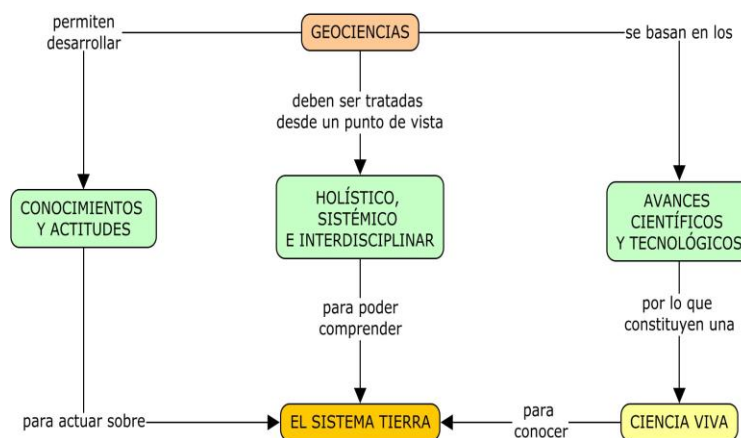 permiten
desarrollar
GEOCIENCIAS
se basan en los
deben ser tratadas
desde un punto de vista
CONOCIMIENTOS
Y ACTITUDES
HOLÍSTICO,
SISTÉMICO
E INTERDISCIPLINAR
AVANCES
CIENTÍFICOS
Y TECNOLÓGICOS
para poder
comprender
por lo que
constituyen una
para actuar sobre
EL SISTEMA TIERRA
para
conocer
CIENCIA VIVA